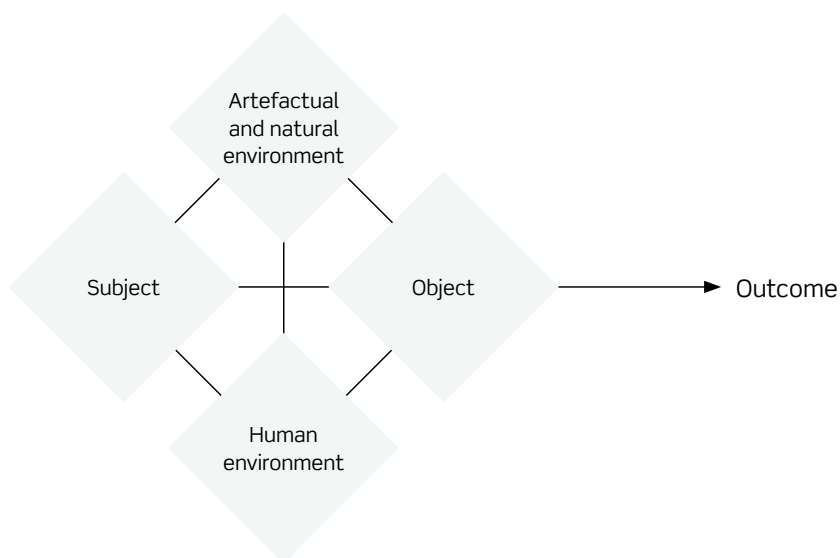 Artefactual
and natural
environment
Subject
Object
Outcome
Human
environment